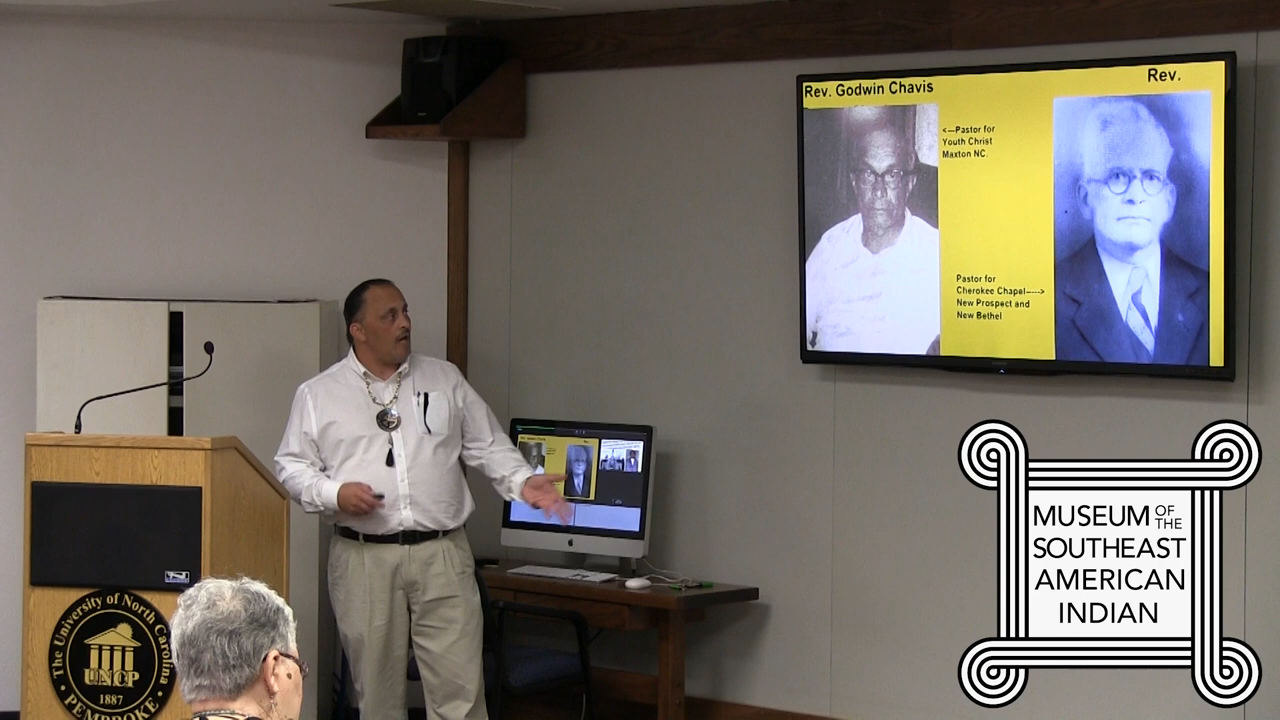 Rev. Godwin Chavis
Rev.
<—Pastor for
Youth Christ
Maxton NC.
Pastor for
Cherokee Chapel---->
New Prospect and
New Bethel
The University of North Carolina
UNCP
1887
PEMBROKE
MUSEUM OF THE
SOUTHEAST
AMERICAN
INDIAN